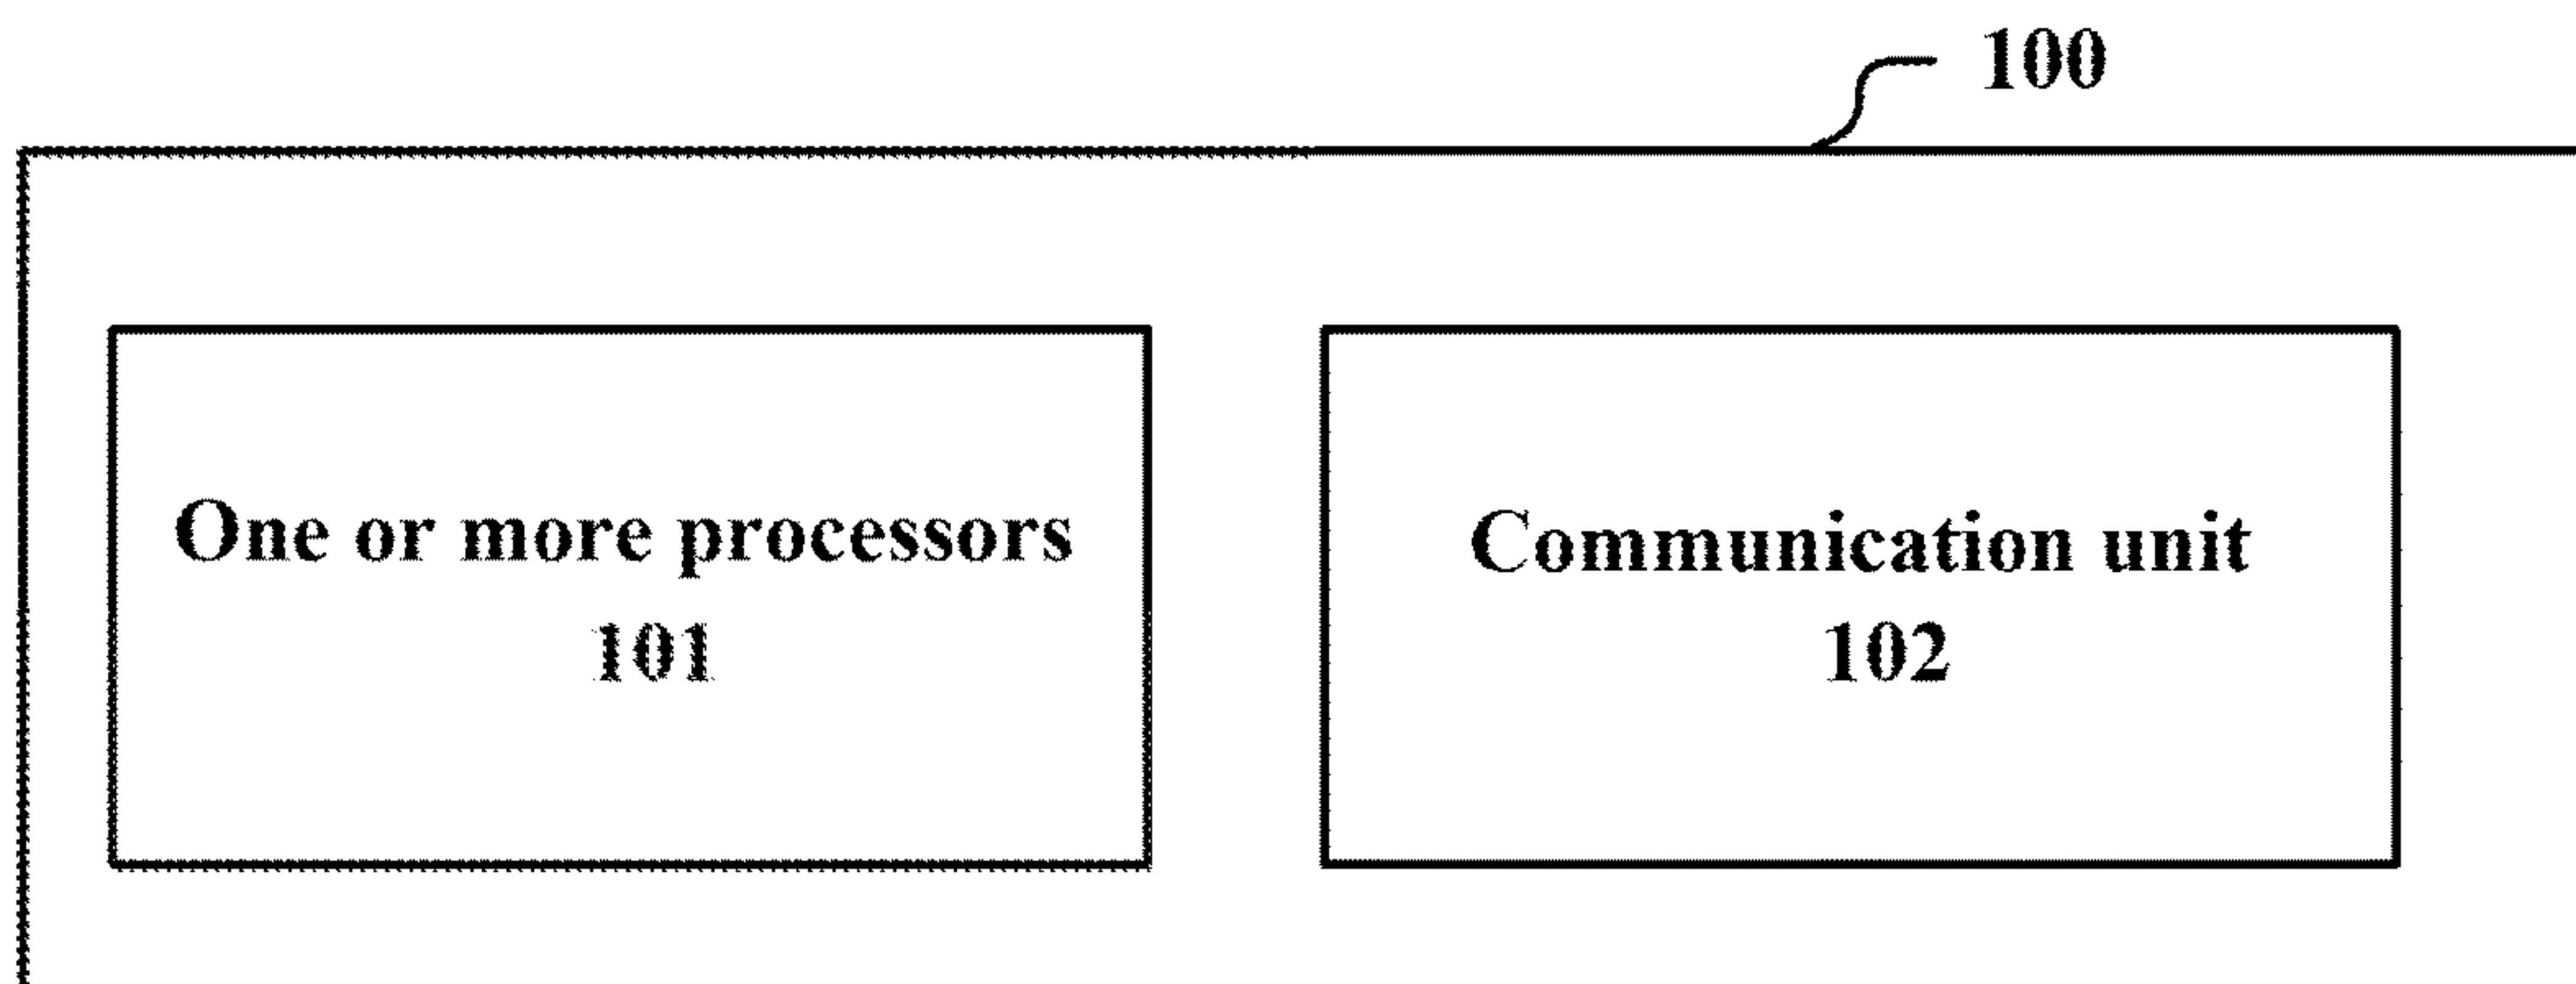 100
One or more processors
101
Communication unit
102